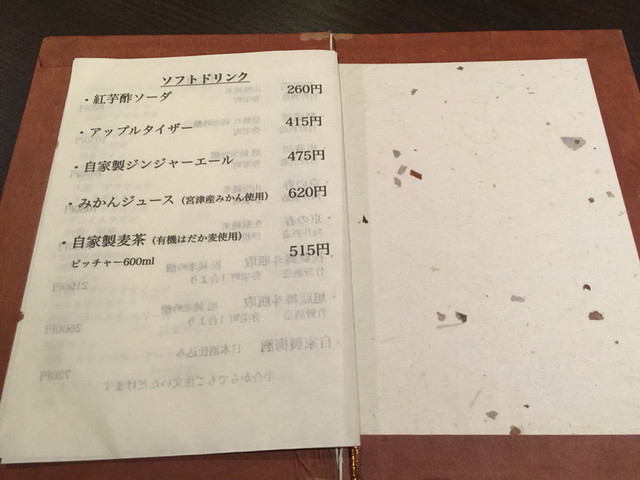 ソフトドリンク
・紅芋酢ソーダ 260円
・アップルタイザー 415円
・自家製ジンジャーエール 475円
・みかんジュース (宮津産みかん使用) 620円
・自家製麦茶 (有機はだか麦使用) 515円
ピッチャー600ml